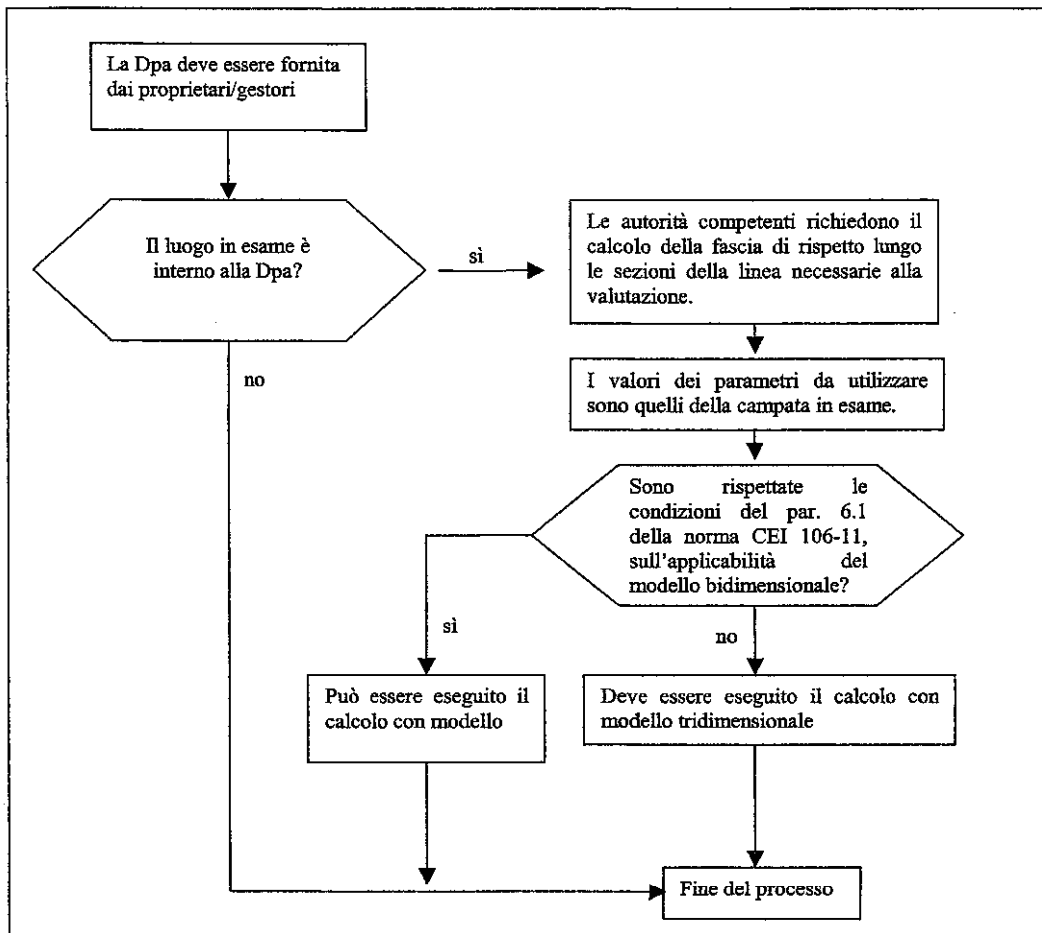 La Dpa deve essere fornita
dai proprietari/gestori
Il luogo in esame è
interno alla Dpa?
sì
Le autorità competenti richiedono il
calcolo della fascia di rispetto lungo
le sezioni della linea necessarie alla
valutazione.
no
I valori dei parametri da utilizzare
sono quelli della campata in esame.
Sono rispettate le
condizioni del par. 6.1
della norma CEI 106-11,
sull'applicabilità del
modello bidimensionale?
sì
no
Può essere eseguito il
calcolo con modello
Deve essere eseguito il calcolo con
modello tridimensionale
Fine del processo